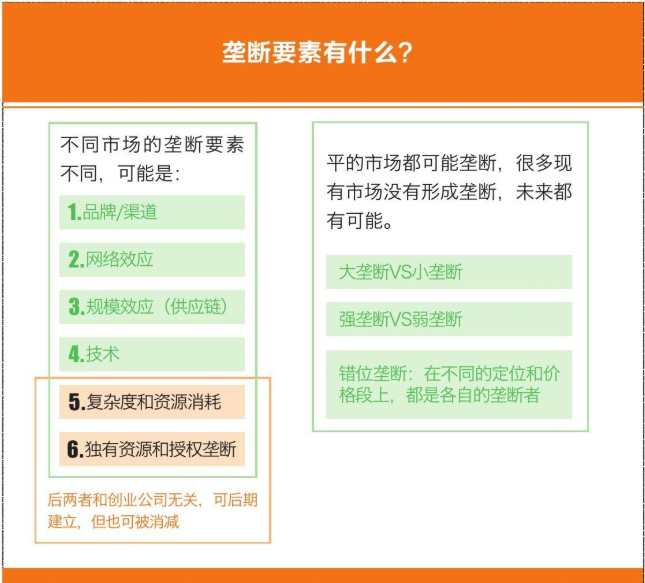 垄断要素有什么？
不同市场的垄断要素
不同，可能是：
1.品牌/渠道
2.网络效应
3.规模效应（供应链）
4.技术
5.复杂度和资源消耗
6.独有资源和授权垄断
后两者和创业公司无关，可后期
建立，但也可被消减
平的市场都可能垄断，很多现
有市场没有形成垄断，未来都
有可能。
大垄断VS小垄断
强垄断VS弱垄断
错位垄断：在不同的定位和价
格段上，都是各自的垄断者